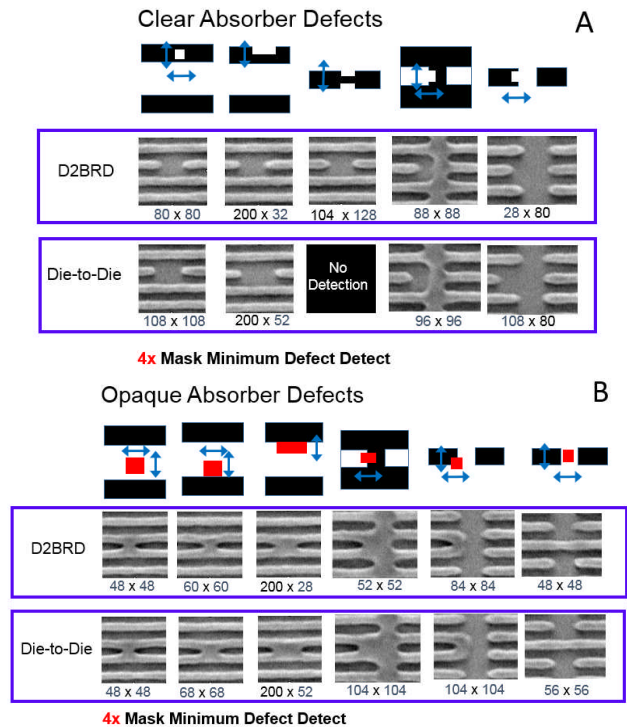 Clear Absorber Defects
A
D2BRD
80 x 80
200 x 32
104 x 128
88 x 88
28 x 80
Die-to-Die
No
Detection
108 x 108
200 x 52
96 x 96
108 x 80
4x Mask Minimum Defect Detect
Opaque Absorber Defects
B
D2BRD
48 x 48
60 x 60
200 x 28
52 x 52
84 x 84
48 x 48
Die-to-Die
48 x 48
68 x 68
200 x 52
104 x 104
104 x 104
56 x 56
4x Mask Minimum Defect Detect